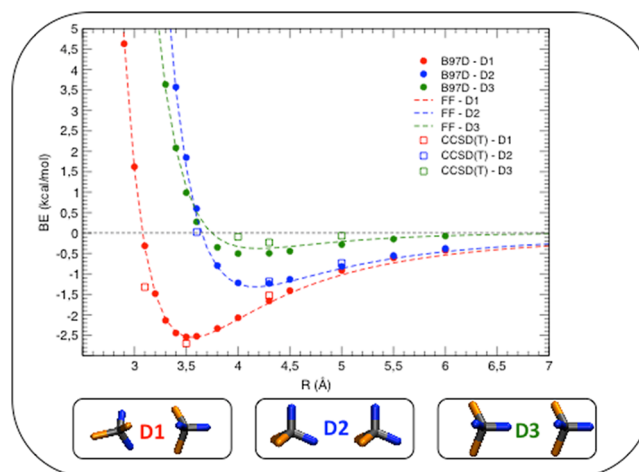 5
4,5
4
3,5
3
2,5
2
1,5
1
0,5
0
-0,5
-1
-1,5
-2
-2,5
BE (kcal/mol)
B97D - D1
B97D - D2
B97D - D3
FF - D1
FF - D2
FF - D3
CCSD(T) - D1
CCSD(T) - D2
CCSD(T) - D3
3 3,5 4 4,5 5 5,5 6 6,5 7
R (Å)
D1 D2 D3